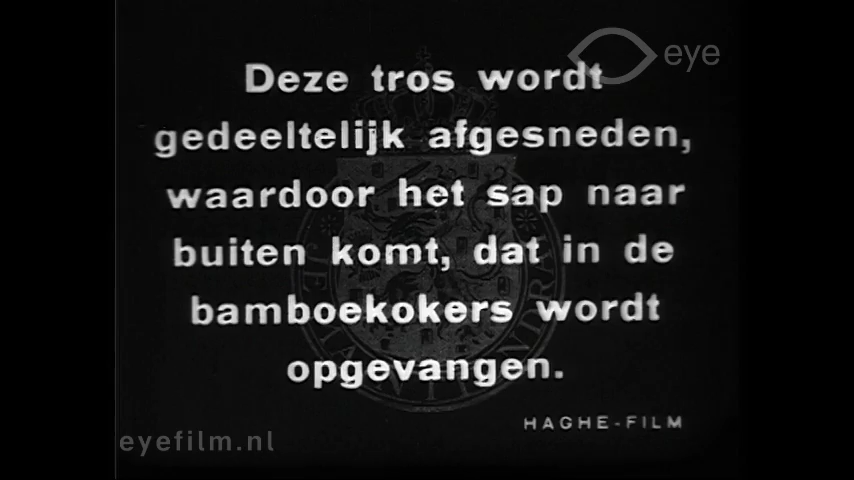 eye
Deze tros wordt
gedeeltelijk afgesneden,
waardoor het sap naar
buiten komt, dat in de
bamboekokers wordt
opgevangen.
HAGHE-FILM
eyefilm.nl